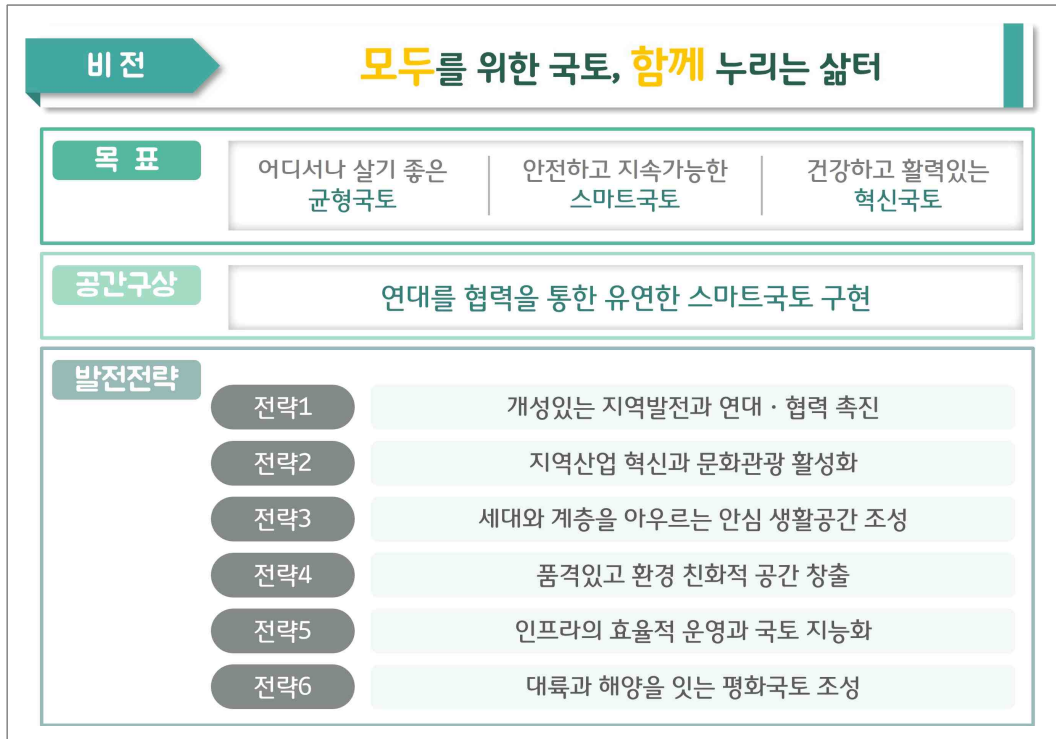 비전
모두를 위한 국토, 함께 누리는 삶터
목 표
어디서나 살기 좋은
균형국토
안전하고 지속가능한
스마트국토
건강하고 활력있는
혁신국토
공간구상
연대를 협력을 통한 유연한 스마트국토 구현
발전전략
전략1
개성있는 지역발전과 연대 · 협력 촉진
전략2
지역산업 혁신과 문화관광 활성화
전략3
세대와 계층을 아우르는 안심 생활공간 조성
전략4
품격있고 환경 친화적 공간 창출
전략5
인프라의 효율적 운영과 국토 지능화
전략6
대륙과 해양을 잇는 평화국토 조성